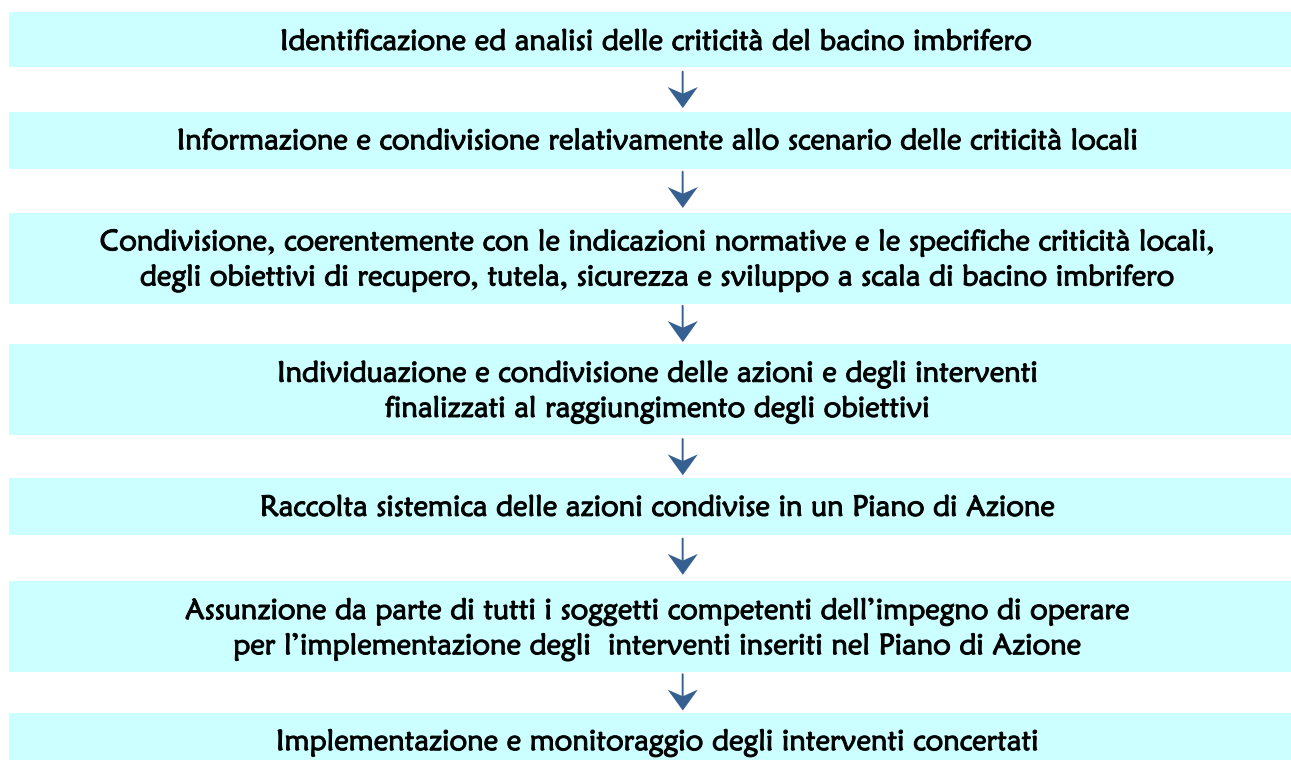 Identificazione ed analisi delle criticità del bacino imbrifero
Informazione e condivisione relativamente allo scenario delle criticità locali
Condivisione, coerentemente con le indicazioni normative e le specifiche criticità locali,
degli obiettivi di recupero, tutela, sicurezza e sviluppo a scala di bacino imbrifero
Individuazione e condivisione delle azioni e degli interventi
finalizzati al raggiungimento degli obiettivi
Raccolta sistemica delle azioni condivise in un Piano di Azione
Assunzione da parte di tutti i soggetti competenti dell’impegno di operare
per l’implementazione degli  interventi inseriti nel Piano di Azione
Implementazione e monitoraggio degli interventi concertati